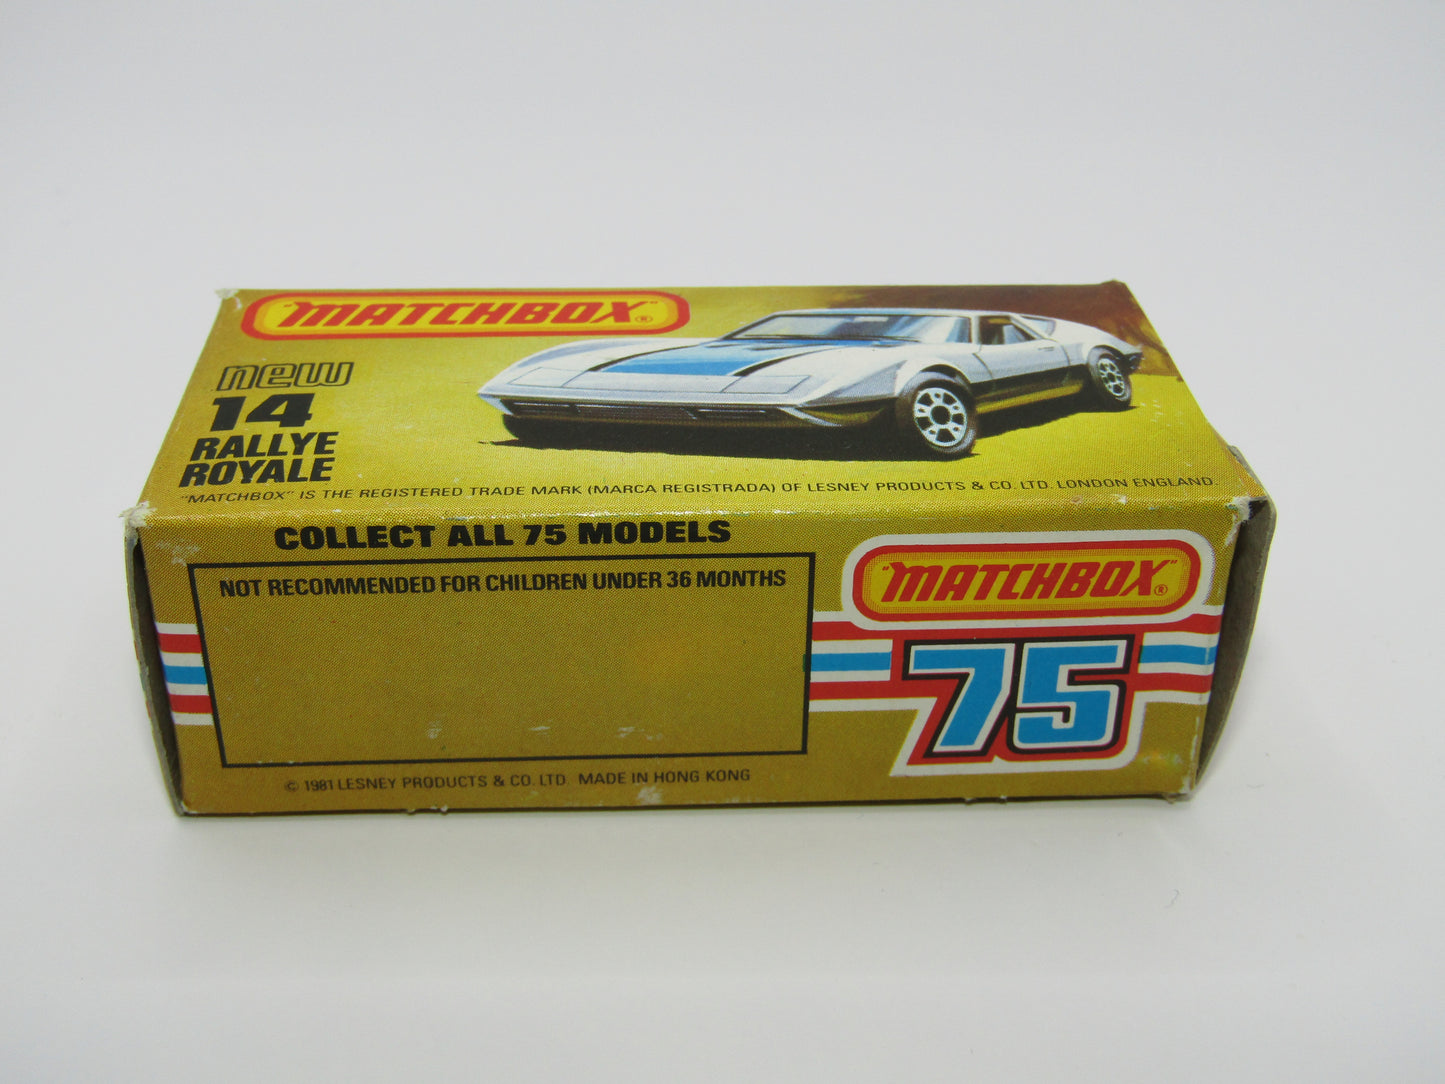 "MATCHBOX"®
new
14
RALLYE
ROYALE
"MATCHBOX" IS THE REGISTERED TRADE MARK (MARCA REGISTRADA) OF LESNEY PRODUCTS & CO. LTD. LONDON ENGLAND.
COLLECT ALL 75 MODELS
NOT RECOMMENDED FOR CHILDREN UNDER 36 MONTHS
"MATCHBOX"®
75
© 1981 LESNEY PRODUCTS & CO. LTD. MADE IN HONG KONG